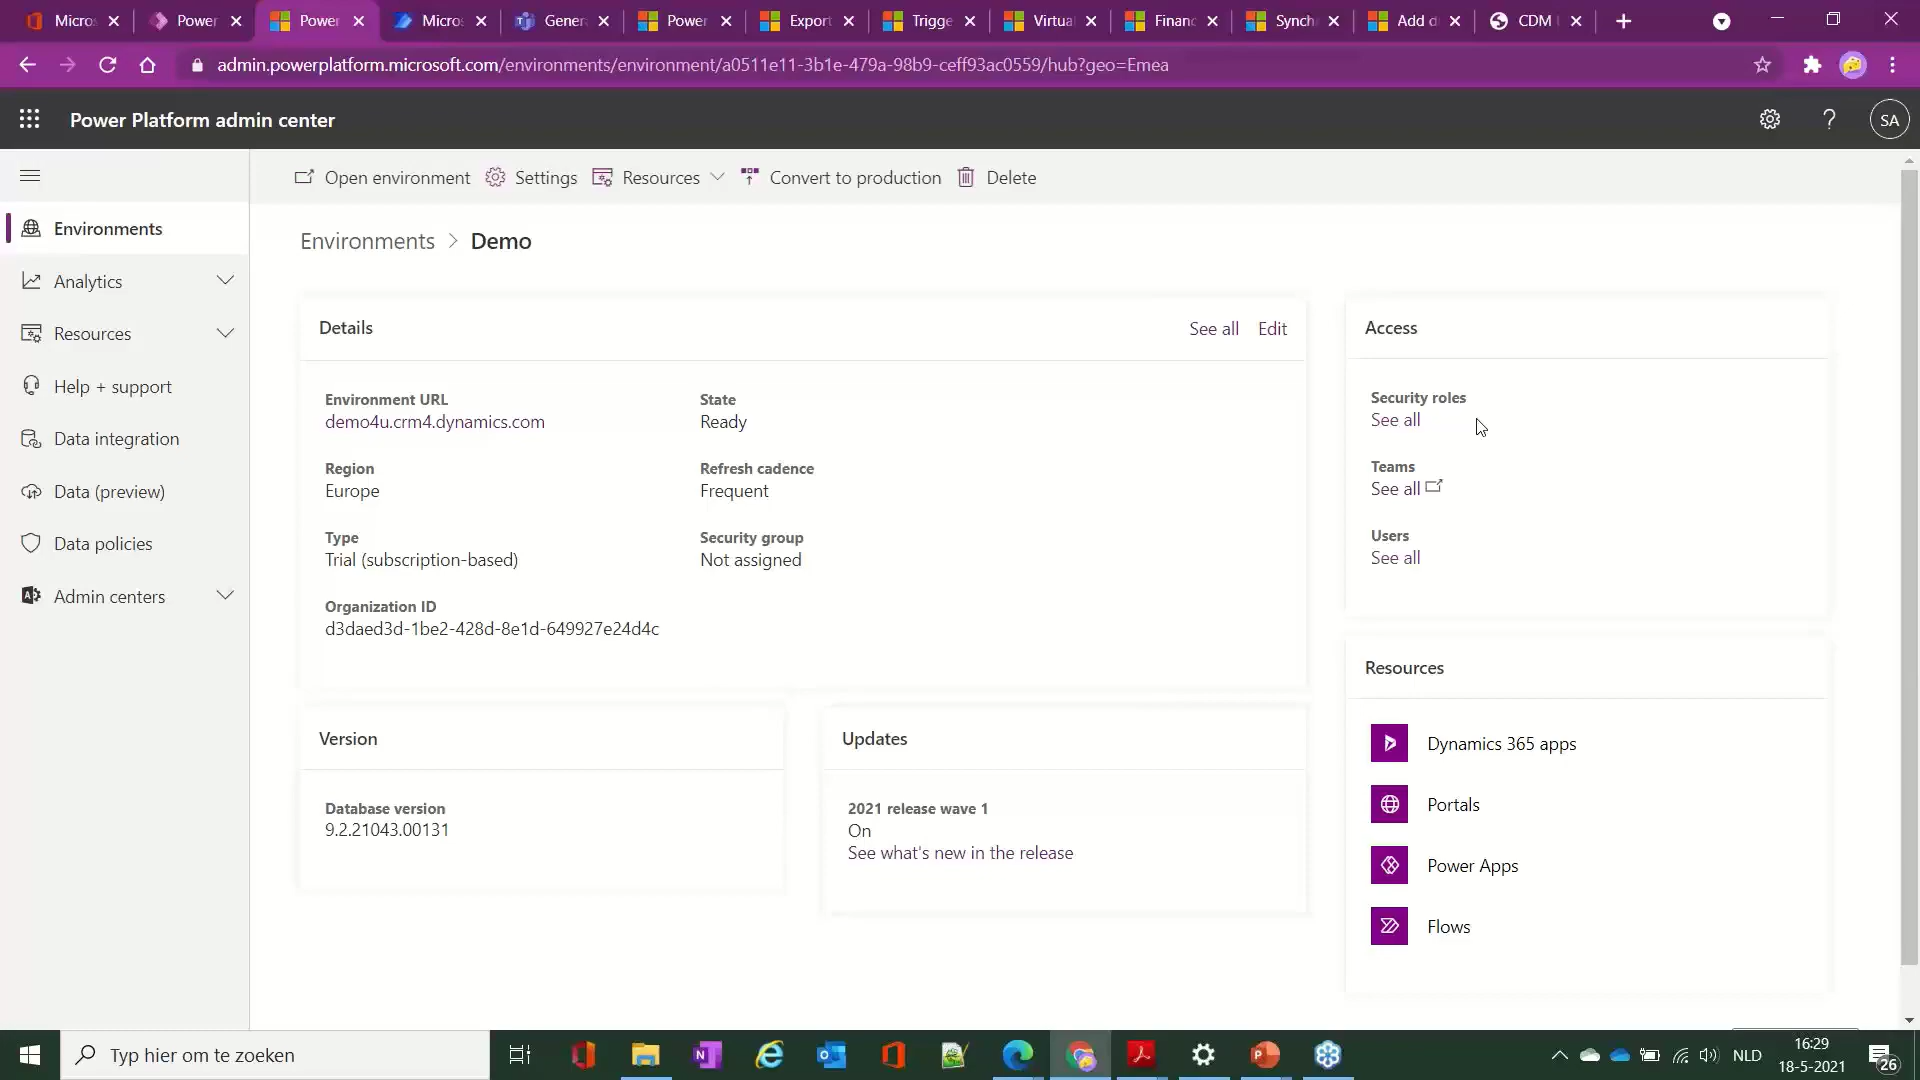 Micros
Power
Power
Micros
Genera
Power
Export
Trigge
Virtua
Financ
Synch
Add d
CDM
admin.powerplatform.microsoft.com/environments/environment/a0511e11-3b1e-479a-98b9-ceff93ac0559/hub?geo=Emea
Power Platform admin center
SA
Open environment
Settings
Resources
Convert to production
Delete
Environments
Analytics
Resources
Help + support
Data integration
Data (preview)
Data policies
Admin centers
Environments > Demo
Details
See all
Edit
Environment URL
demo4u.crm4.dynamics.com
State
Ready
Region
Europe
Refresh cadence
Frequent
Type
Trial (subscription-based)
Security group
Not assigned
Organization ID
d3daed3d-1be2-428d-8e1d-649927e24d4c
Access
Security roles
See all
Teams
See all
Users
See all
Version
Database version
9.2.21043.00131
Updates
2021 release wave 1
On
See what's new in the release
Resources
Dynamics 365 apps
Portals
Power Apps
Flows
Typ hier om te zoeken
NLD
16:29
18-5-2021
26